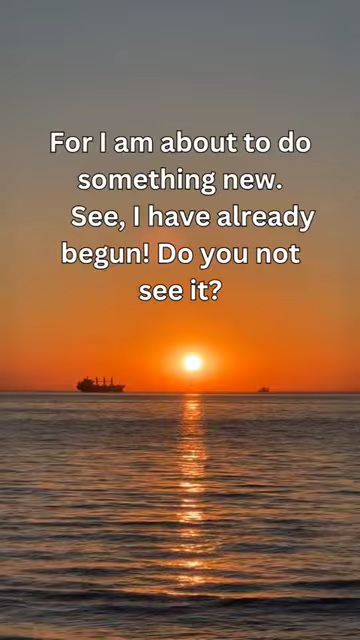 For I am about to do
something new.
See, I have already
begun! Do you not
see it?